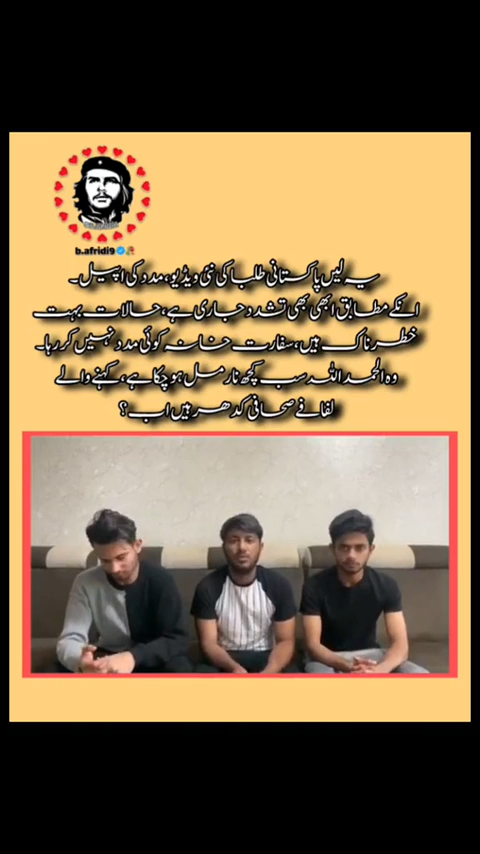 b.afridi9
یہ لیں پاکستانی طلبا کی نئی ویڈیو، مدد کی اپیل۔
انکے مطابق ابھی بھی تشدد جاری ہے، حالات بہت
خطرناک ہیں، سفارت خانہ کوئی مدد نہیں کر رہا۔
وہ الحمداللہ سب کچھ نارمل ہو چکا ہے، کہنے والے
لفافے صحافی کدھر ہیں اب؟